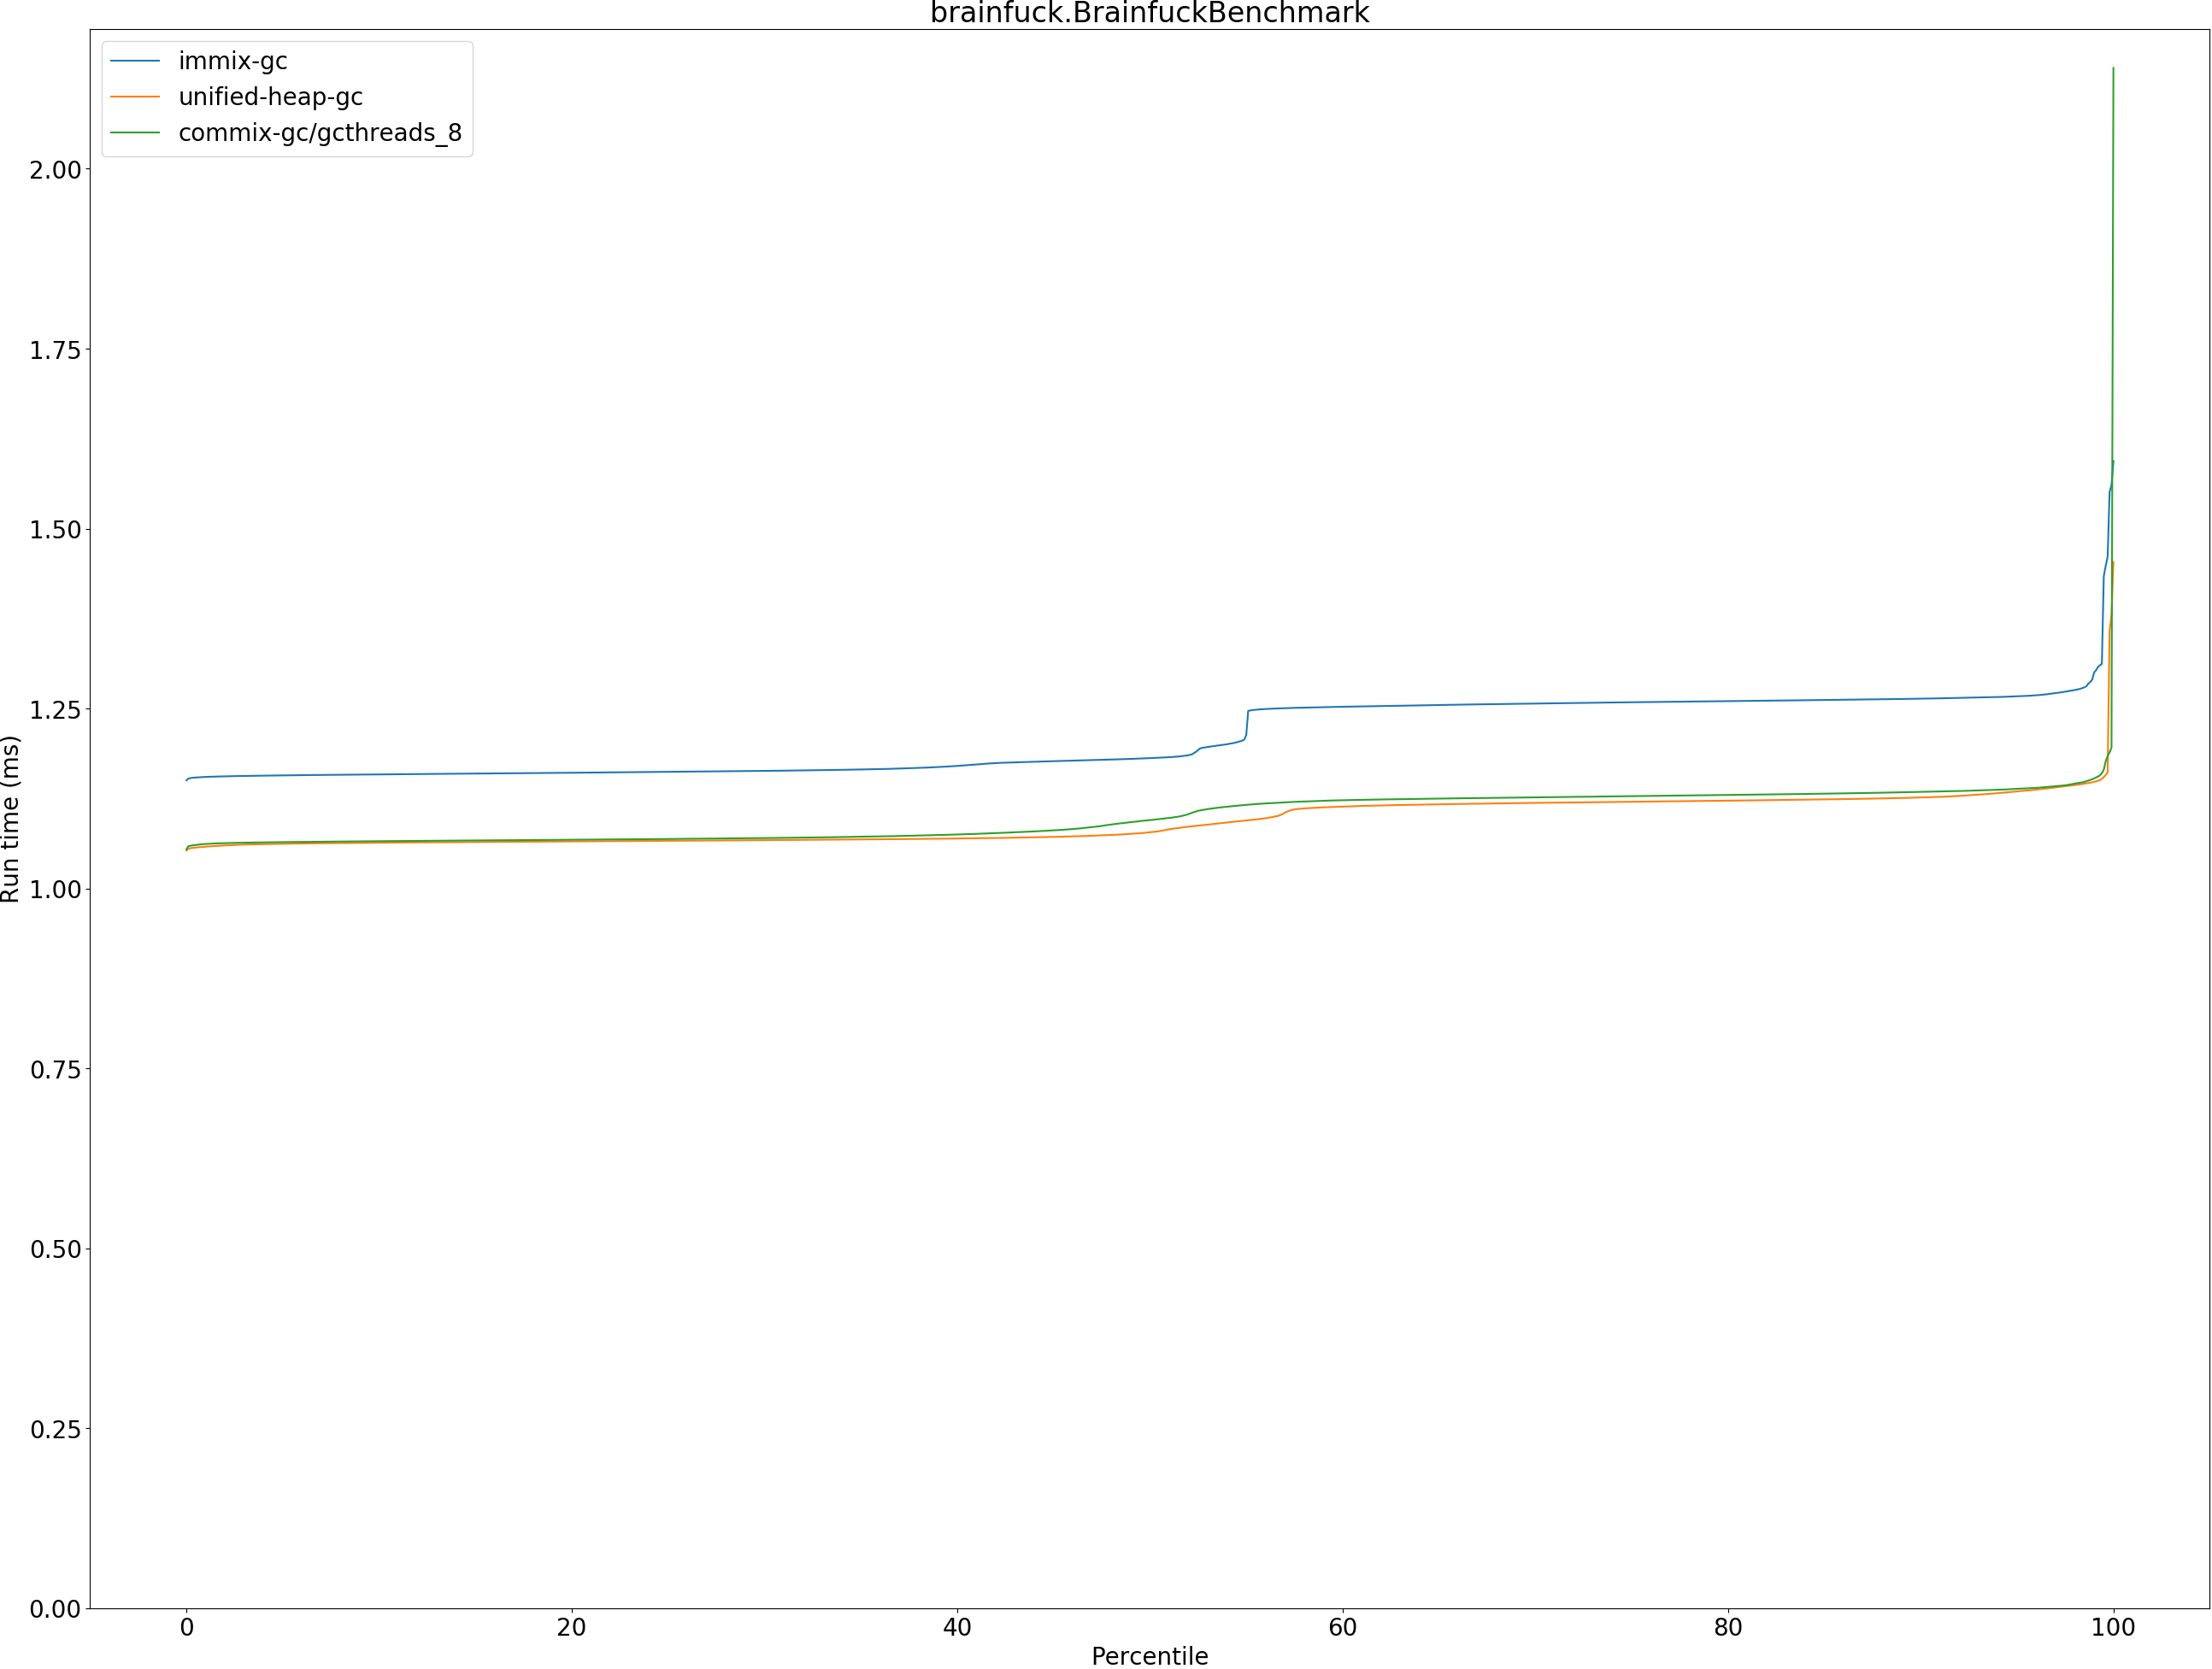 brainfuck.BrainfuckBenchmark
immix-gc
unified-heap-gc
commix-gc/gcthreads_8
2.00
1.75
1.50
1.25
1.00
0.75
0.50
0.25
0.00
Run time (ms)
0 20 40 60 80 100
Percentile